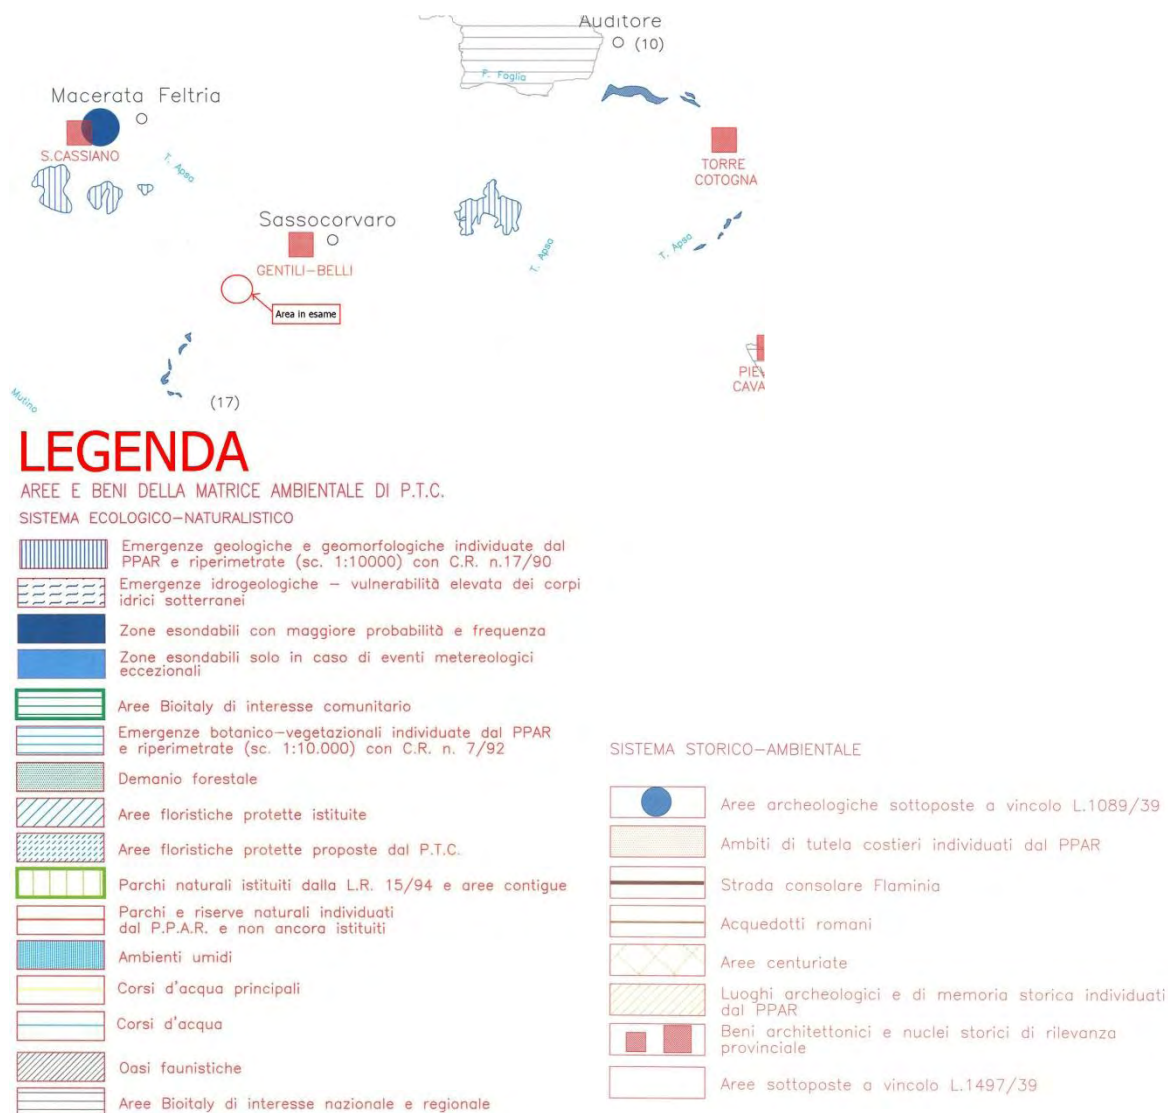 Auditore
(10)
F. Foglia
Macerata Feltria
S.CASSIANO
T. Apsa
TORRE
COTOGNA
Sassocorvaro
GENTILI-BELLI
T. Apsa
T. Apsa
Area in esame
PIEV
CAVA
Mutino
(17)
LEGENDA
AREE E BENI DELLA MATRICE AMBIENTALE DI P.T.C.
SISTEMA ECOLOGICO-NATURALISTICO
Emergenze geologiche e geomorfologiche individuate dal
PPAR e riperimetrate (sc. 1:10000) con C.R. n.17/90
Emergenze idrogeologiche - vulnerabilità elevata dei corpi
idrici sotterranei
Zone esondabili con maggiore probabilità e frequenza
Zone esondabili solo in caso di eventi metereologici
eccezionali
Aree Bioitaly di interesse comunitario
Emergenze botanico-vegetazionali individuate dal PPAR
e riperimetrate (sc. 1:10.000) con C.R. n. 7/92
Demanio forestale
Aree floristiche protette istituite
Aree floristiche protette proposte dal P.T.C.
Parchi naturali istituiti dalla L.R. 15/94 e aree contigue
Parchi e riserve naturali individuati
dal P.P.A.R. e non ancora istituiti
Ambienti umidi
Corsi d'acqua principali
Corsi d'acqua
Oasi faunistiche
Aree Bioitaly di interesse nazionale e regionale
SISTEMA STORICO-AMBIENTALE
Aree archeologiche sottoposte a vincolo L.1089/39
Ambiti di tutela costieri individuati dal PPAR
Strada consolare Flaminia
Acquedotti romani
Aree centuriate
Luoghi archeologici e di memoria storica individuati
dal PPAR
Beni architettonici e nuclei storici di rilevanza
provinciale
Aree sottoposte a vincolo L.1497/39